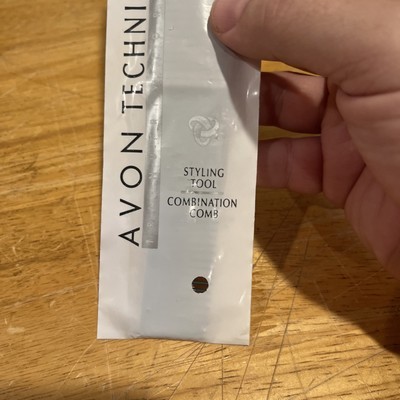 AVON TECHNI
STYLING
TOOL
COMBINATION
COMB